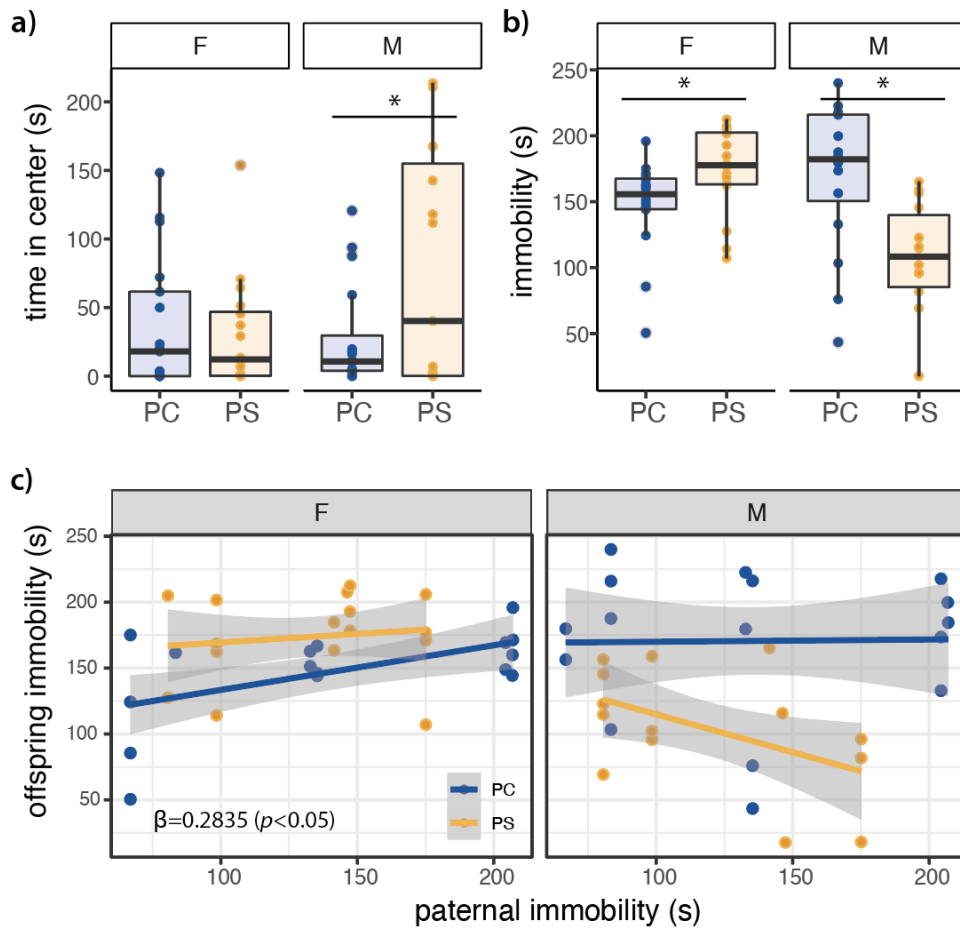 a)
F
M
time in center (s)
200
150
100
50
0
*
PC
PS
PC
PS
b)
F
M
immobility (s)
250
200
150
100
50
*
*
PC
PS
PC
PS
c)
F
M
offspring immobility (s)
250
200
150
100
50
β=0.2835 (p<0.05)
PC
PS
100
150
200
100
150
200
paternal immobility (s)